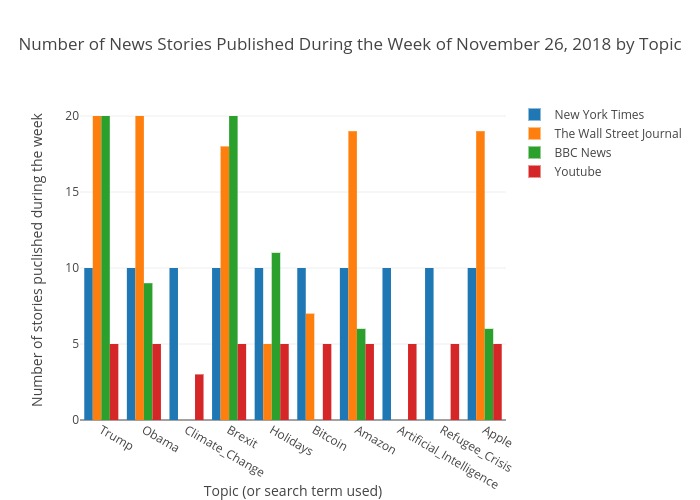 Number of News Stories Published During the Week of November 26, 2018 by Topic
New York Times
The Wall Street Journal
BBC News
Youtube
Number of stories puclished during the week
20
15
10
5
0
Trump
Obama
Climate_Change
Brexit
Holidays
Bitcoin
Amazon
Artificial_Intelligence
Refugee_Crisis
Apple
Topic (or search term used)